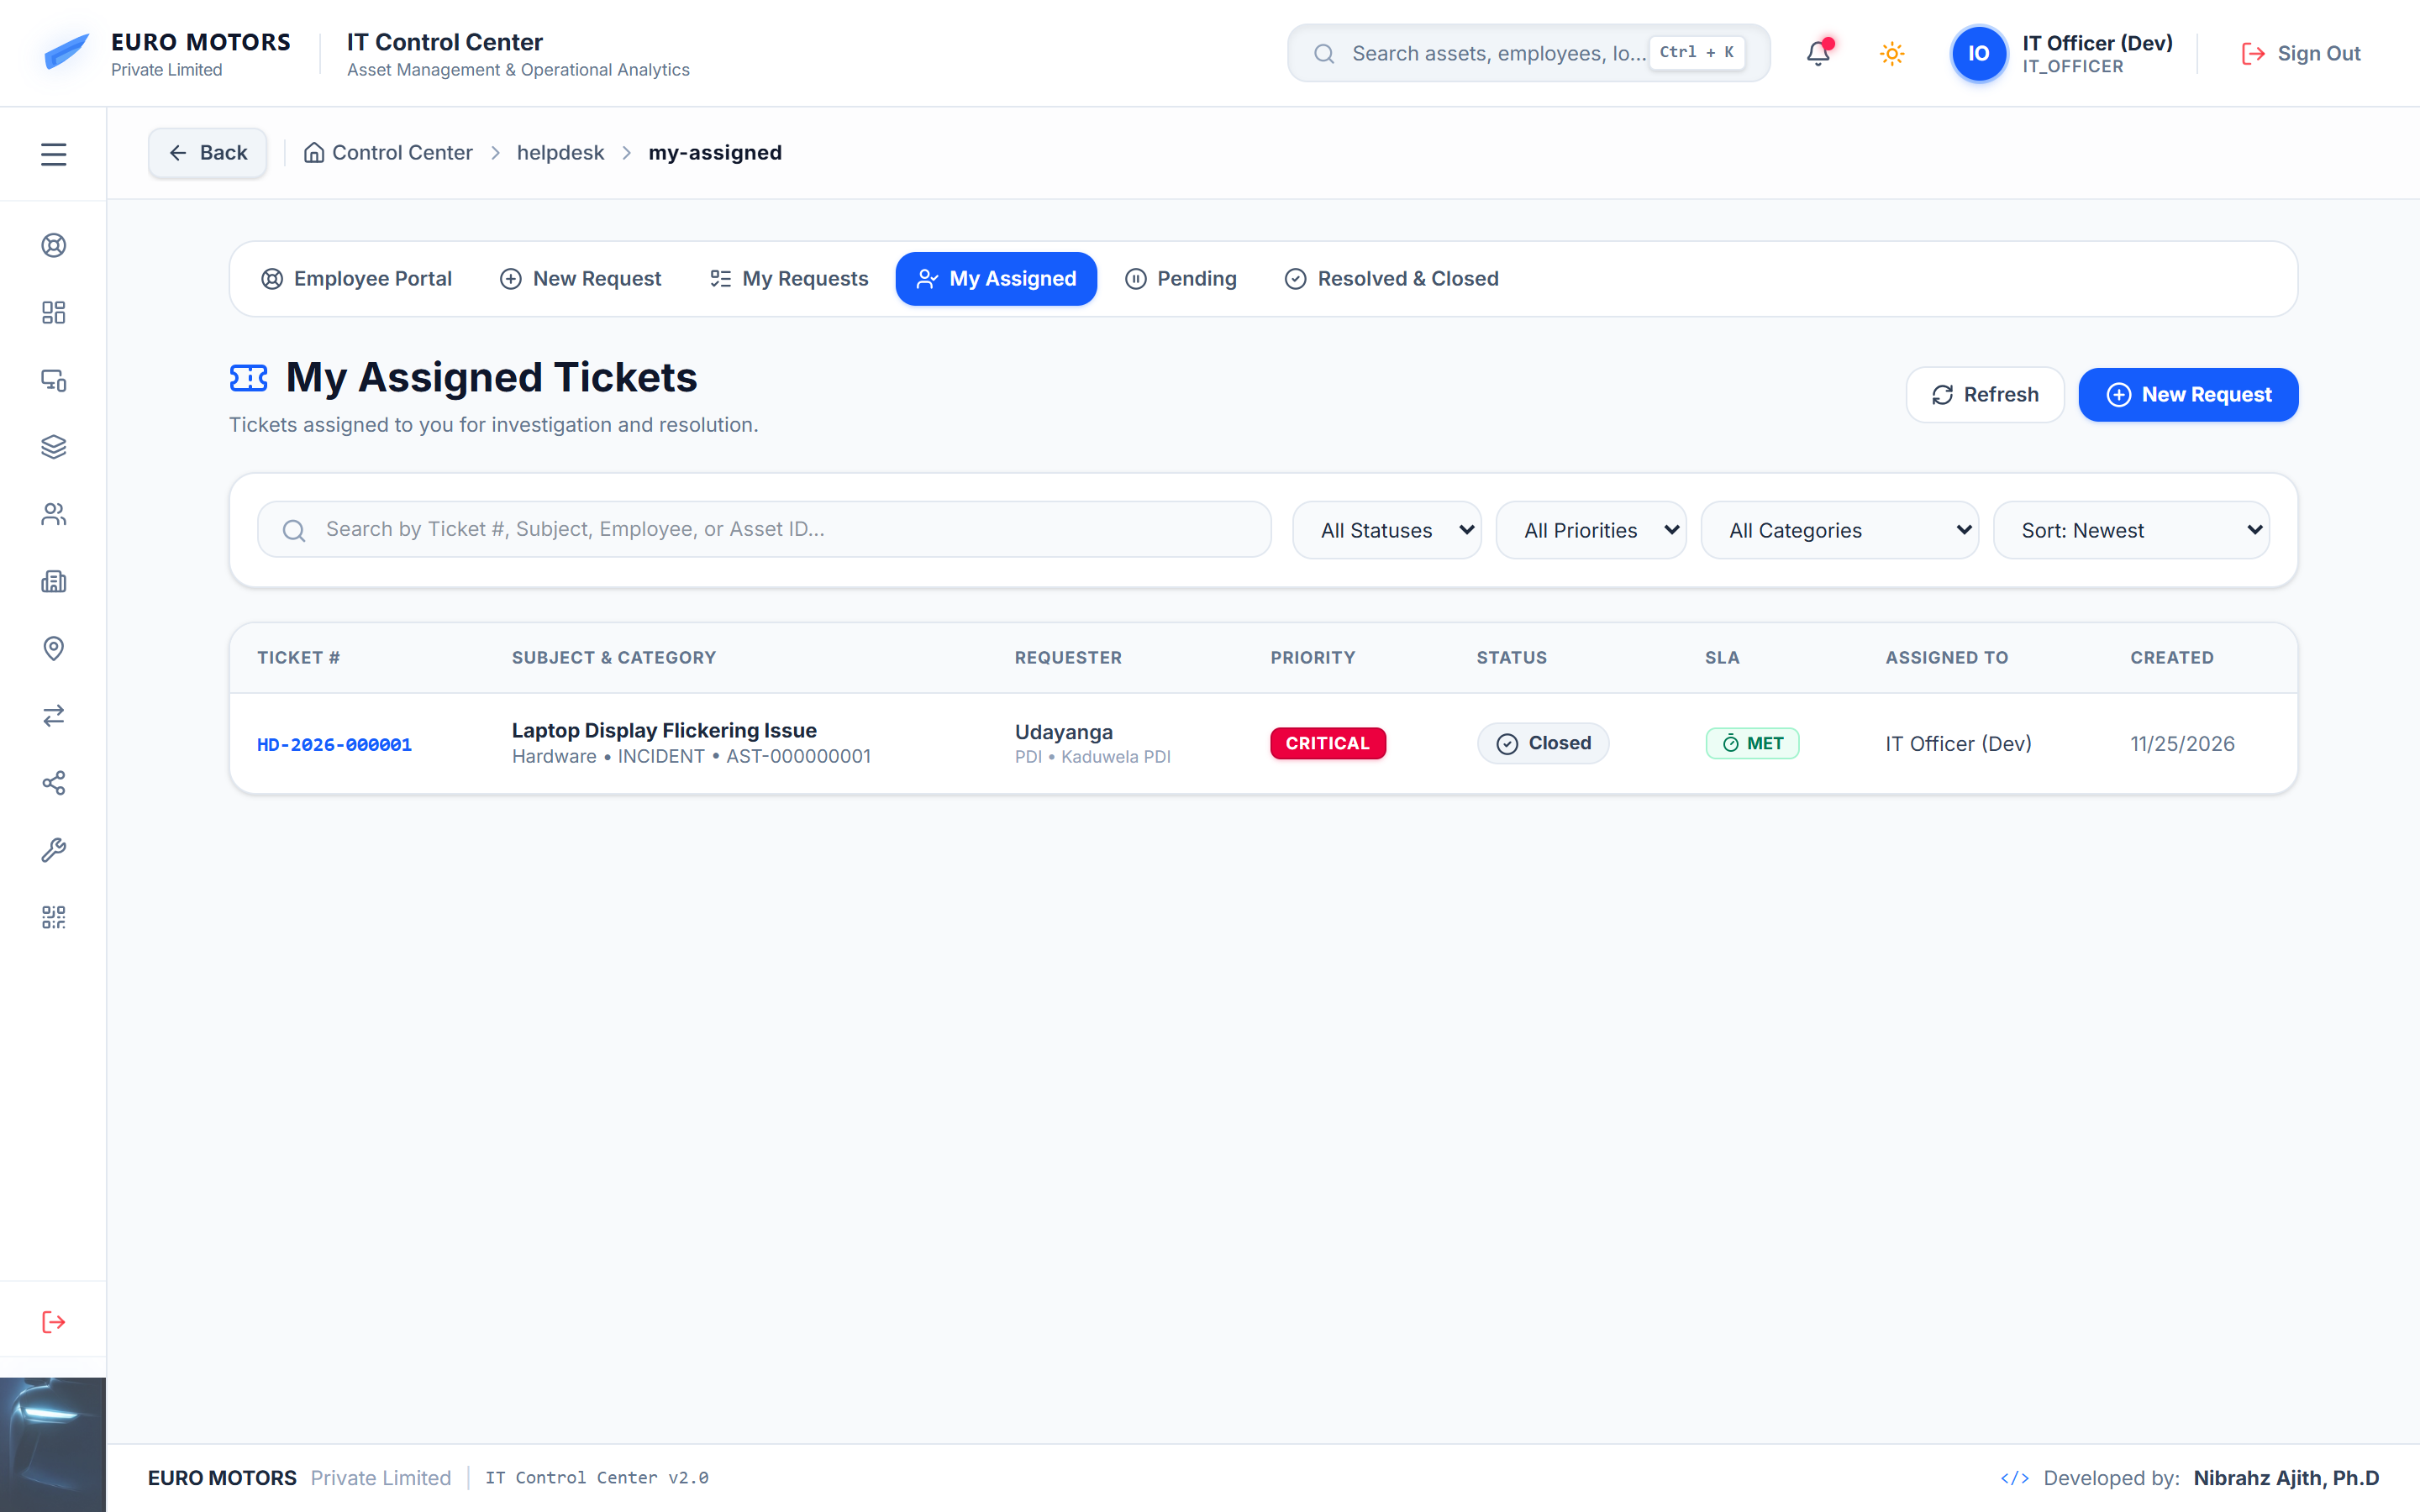 EURO MOTORS
Private Limited
IT Control Center
Asset Management & Operational Analytics
Search assets, employees, lo...
Ctrl + K
IO
IT Officer (Dev)
IT_OFFICER
Sign Out
Back
Control Center
helpdesk
my-assigned
Employee Portal
New Request
My Requests
My Assigned
Pending
Resolved & Closed
My Assigned Tickets
Tickets assigned to you for investigation and resolution.
Refresh
New Request
Search by Ticket #, Subject, Employee, or Asset ID...
All Statuses
All Priorities
All Categories
Sort: Newest
TICKET #
SUBJECT & CATEGORY
REQUESTER
PRIORITY
STATUS
SLA
ASSIGNED TO
CREATED
HD-2026-000001
Laptop Display Flickering Issue
Hardware • INCIDENT • AST-000000001
Udayanga
PDI • Kaduwela PDI
CRITICAL
Closed
MET
IT Officer (Dev)
11/25/2026
EURO MOTORS Private Limited
IT Control Center v2.0
</> Developed by: Nibrahz Ajith, Ph.D